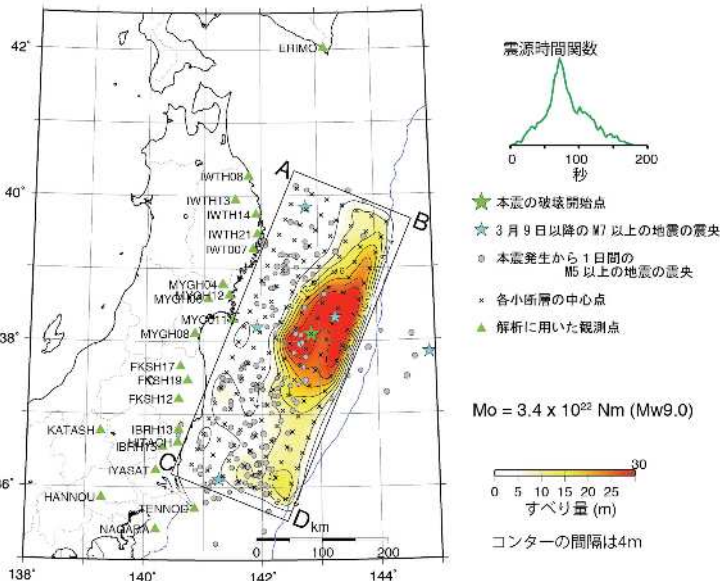 42°
40°
38°
36°
138°
140°
142°
144°
ERIMO
IWTH08
IWTH13
IWTH14
IWTH21
IWT007
MYGH04
MYGH12
MYGH08
FKSH17
FKSH19
FKSH12
KATASH
IBRH13
HITACH
IYASAT
HANNOU
TENNOD
NAGARA
A
B
C
D
km
0 100 200
震源時間関数
0 100 200
秒
本震の破壊開始点
3月9日以降のM7以上の地震の震央
本震発生から1日間の
M5以上の地震の震央
各小断層の中心点
解析に用いた観測点
Mo = 3.4 x 10²² Nm (Mw9.0)
30
0 5 10 15 20 25
すべり量 (m)
コンターの間隔は4m